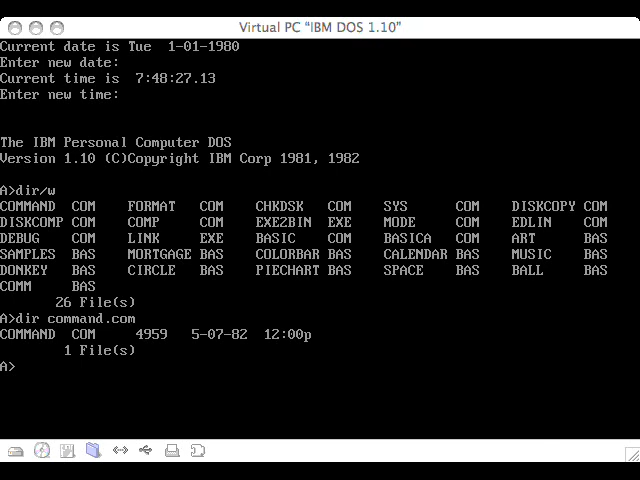 Virtual PC "IBM DOS 1.10"
Current date is Tue  1-01-1980
Enter new date:
Current time is  7:48:27.13
Enter new time:
The IBM Personal Computer DOS
Version 1.10 (C)Copyright IBM Corp 1981, 1982
A>dir/w
COMMAND  COM    FORMAT   COM    CHKDSK   COM    SYS      COM    DISKCOPY COM
DISKCOMP COM    COMP     COM    EXE2BIN  EXE    MODE     COM    EDLIN    COM
DEBUG    COM    LINK     EXE    BASIC    COM    BASICA   COM    ART      BAS
SAMPLES  BAS    MORTGAGE BAS    COLORBAR BAS    CALENDAR BAS    MUSIC    BAS
DONKEY   BAS    CIRCLE   BAS    PIECHART BAS    SPACE    BAS    BALL     BAS
COMM     BAS
26 File(s)
A>dir command.com
COMMAND  COM     4959   5-07-82  12:00p
1 File(s)
A>